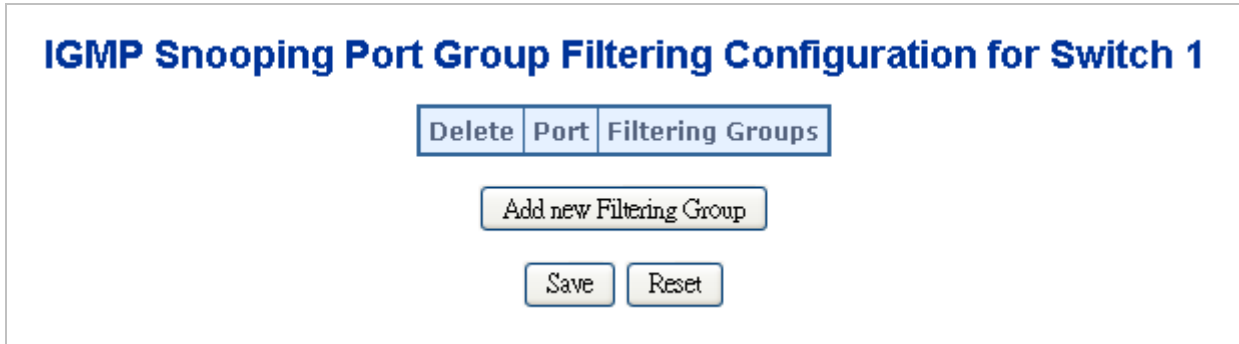 IGMP Snooping Port Group Filtering Configuration for Switch 1
Delete Port Filtering Groups
Add new Filtering Group
Save Reset